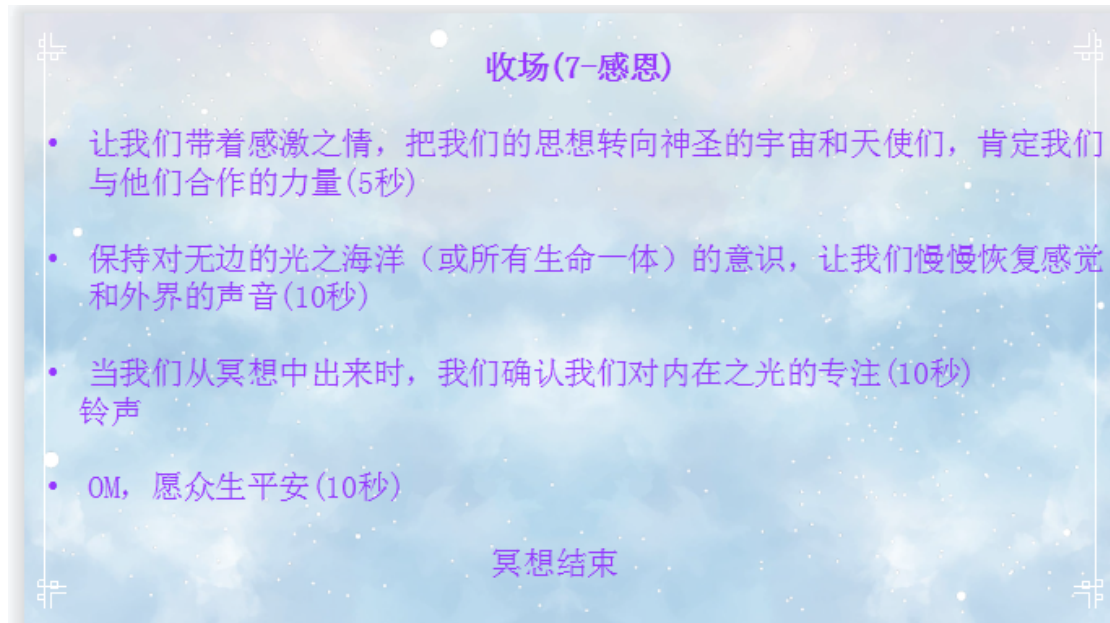 收场(7-感恩)
• 让我们带着感激之情，把我们的思想转向神圣的宇宙和天使们，肯定我们
与他们合作的力量(5秒)
• 保持对无边的光之海洋（或所有生命一体）的意识，让我们慢慢恢复感觉
和外界的声音(10秒)
• 当我们从冥想中出来时，我们确认我们对内在之光的专注(10秒)
铃声
• OM，愿众生平安(10秒)
冥想结束